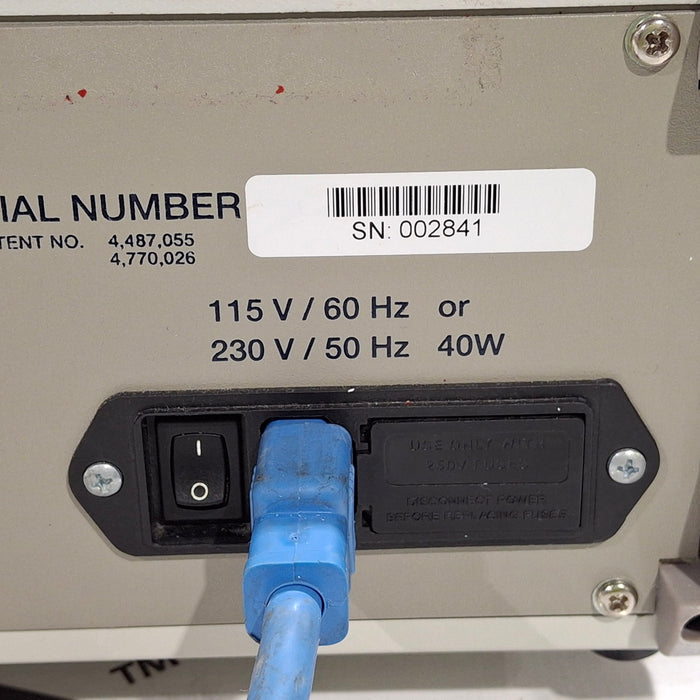 IAL NUMBER
SN: 002841
TENT NO. 4,487,055
4,770,026
115 V / 60 Hz or
230 V / 50 Hz 40W
USE ONLY WITH
250V FUSES
DISCONNECT POWER
BEFORE REPLACING FUSES
TM